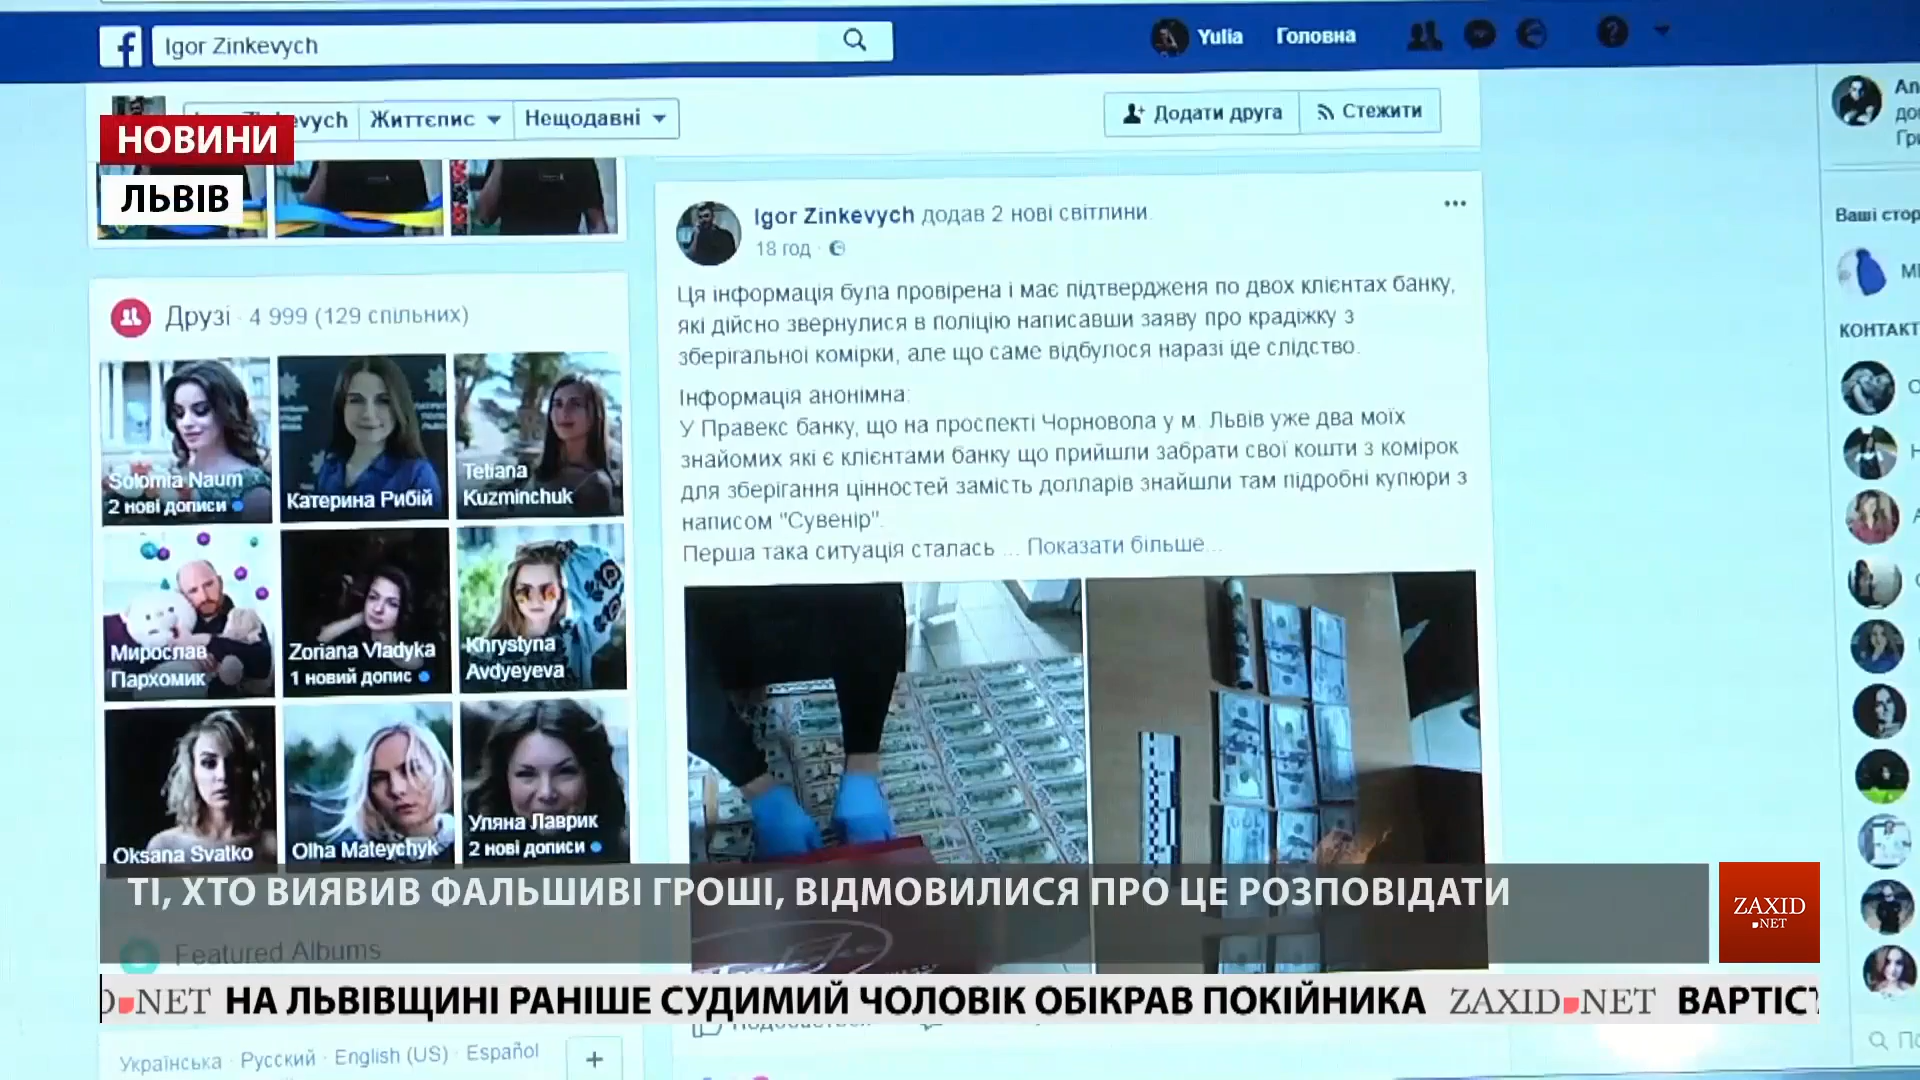 Igor Zinkevych
Yulia
Головна
Життєпис
Нещодавні
Додати друга
Стежити
НОВИНИ
ЛЬВІВ
Igor Zinkevych додав 2 нові світлини.
18 год
Ця інформація була провірена і має підтвердженя по двох клієнтах банку,
які дійсно звернулися в поліцію написавши заяву про крадіжку з
зберігальної комірки, але що саме відбулося наразі іде слідство.
Інформація анонімна:
У Правекс банку, що на проспекті Чорновола у м. Львів уже два моїх
знайомих які є клієнтами банку що прийшли забрати свої кошти з комірок
для зберігання цінностей замість долларів знайшли там підробні купюри з
написом "Сувенір".
Перша така ситуація сталась ... Показати більше...
Друзі · 4 999 (129 спільних)
Solomia Naum
2 нові дописи
Катерина Рибій
Tetiana
Kuzminchuk
Мирослав
Пархомик
Zoriana Vladyka
1 новий допис
Khrystyna
Avdyeyeva
Oksana Svatko
Olha Mateychyk
Уляна Лаврик
2 нові дописи
Ваші стор
КОНТАКТ
ТІ, ХТО ВИЯВИВ ФАЛЬШИВІ ГРОШІ, ВІДМОВИЛИСЯ ПРО ЦЕ РОЗПОВІДАТИ
ZAXID
.NET
Featured Albums
D.NET НА ЛЬВІВЩИНІ РАНІШЕ СУДИМИЙ ЧОЛОВІК ОБІКРАВ ПОКІЙНИКА ZAXID.NET ВАРТІСТ
Українська · Русский · English (US) · Español